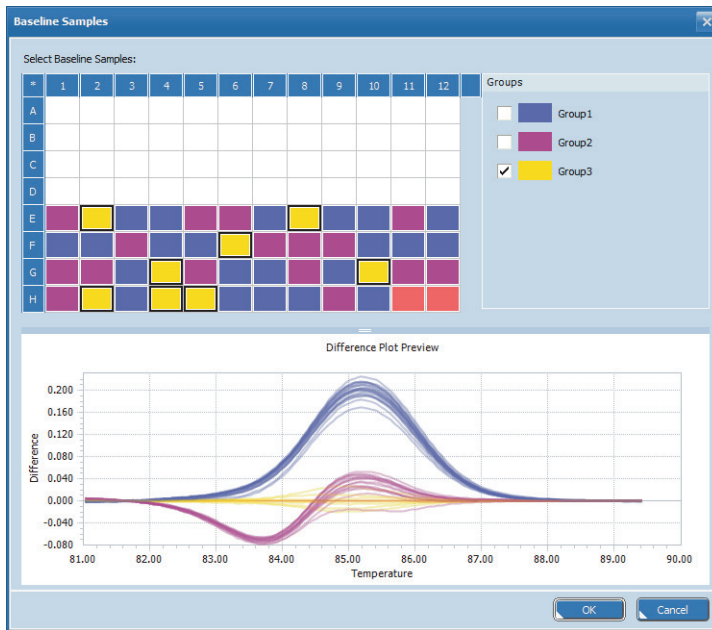 Baseline Samples
Select Baseline Samples:
* 1 2 3 4 5 6 7 8 9 10 11 12
A
B
C
D
E
F
G
H
Groups
Group1
Group2
Group3
Difference Plot Preview
0.200
0.160
0.120
0.080
0.040
0.000
-0.040
-0.080
Difference
81.00 82.00 83.00 84.00 85.00 86.00 87.00 88.00 89.00 90.00
Temperature
OK Cancel